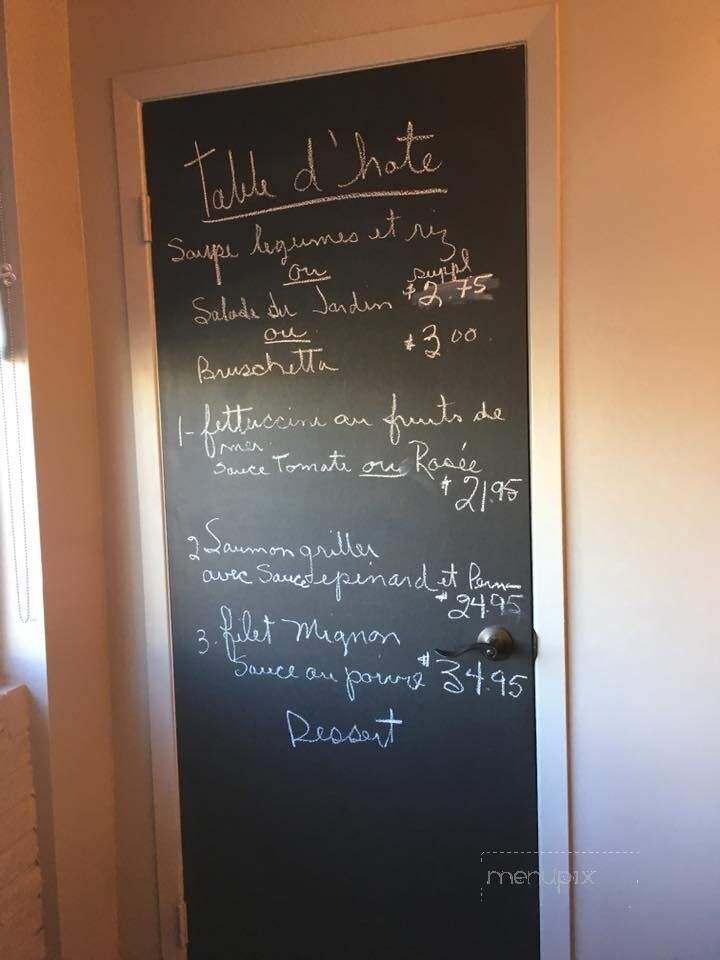 Table d'hote
Soupe legumes et riz
ou
suppl
Salade du Jardin $2.75
ou
Bruschetta $3.00
1- fettuccini au fruits de
mer
Sauce Tomate ou Rosée
$21.95
2 Saumon griller
avec Sauce epinard et Perno
$24.95
3. filet Mignon
Sauce au poivre $34.95
Dessert
menupix